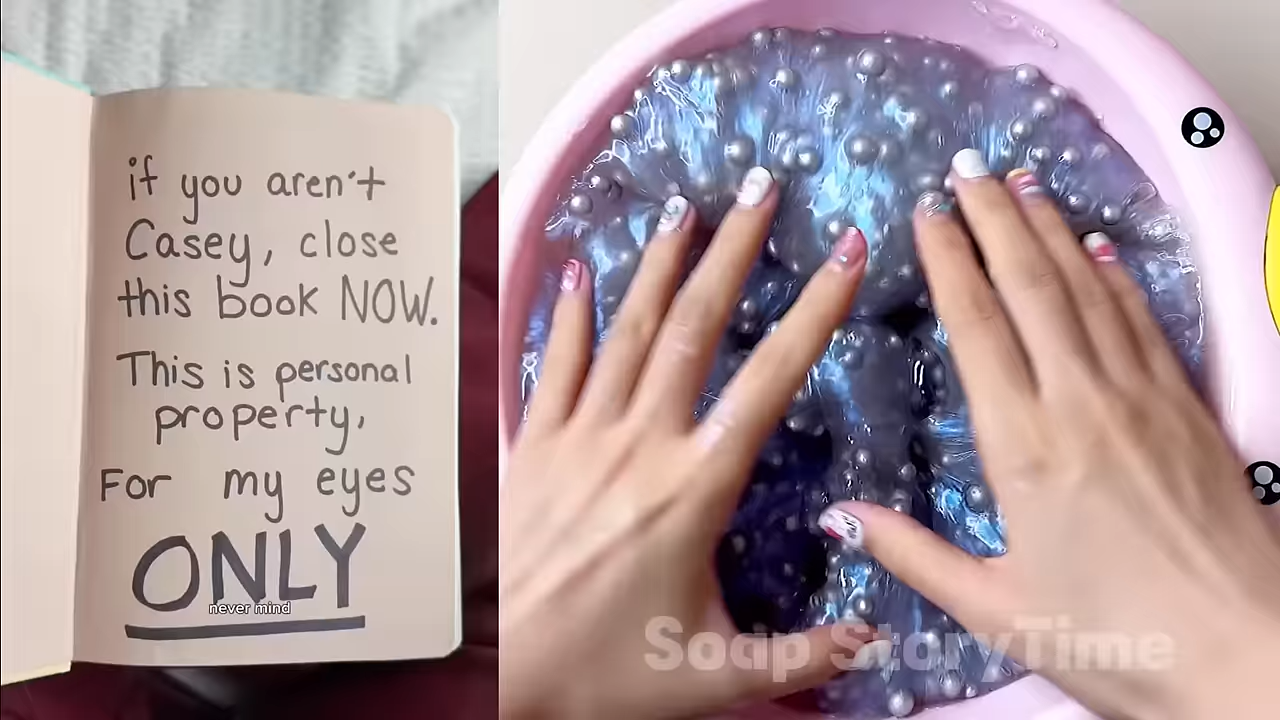 if you aren't
Casey, close
this book NOW.
This is personal
property,
For my eyes
ONLY
never mind
Soap StoryTime